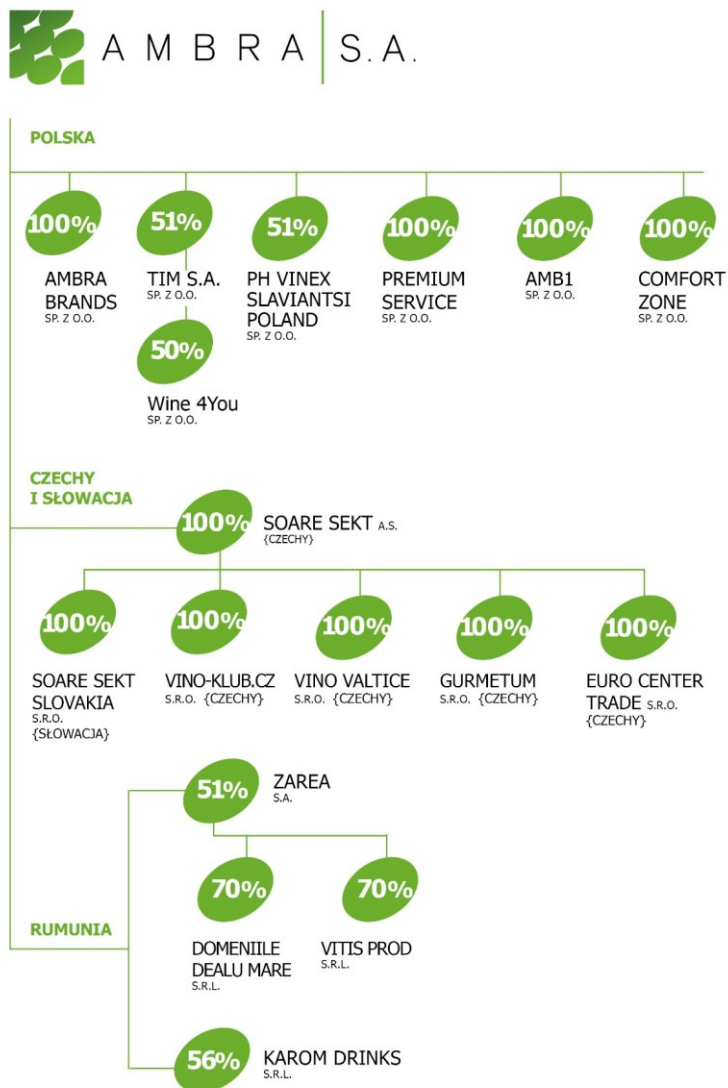 AMBRA S.A.
POLSKA
100%
AMBRA
BRANDS
SP. Z O.O.
51%
TIM S.A.
SP. Z O.O.
50%
Wine 4You
SP. Z O.O.
51%
PH VINEX
SLAVIANTSI
POLAND
SP. Z O.O.
100%
PREMIUM
SERVICE
SP. Z O.O.
100%
AMB1
SP. Z O.O.
100%
COMFORT
ZONE
SP. Z O.O.
CZECHY
I SŁOWACJA
100%
SOARE SEKT A.S.
{CZECHY}
100%
SOARE SEKT
SLOVAKIA
S.R.O.
{SŁOWACJA}
100%
VINO-KLUB.CZ
S.R.O. {CZECHY}
100%
VINO VALTICE
S.R.O. {CZECHY}
100%
GURMETUM
S.R.O. {CZECHY}
100%
EURO CENTER
TRADE S.R.O.
{CZECHY}
RUMUNIA
51%
ZAREA
S.A.
70%
DOMENIILE
DEALU MARE
S.R.L.
70%
VITIS PROD
S.R.L.
56%
KAROM DRINKS
S.R.L.